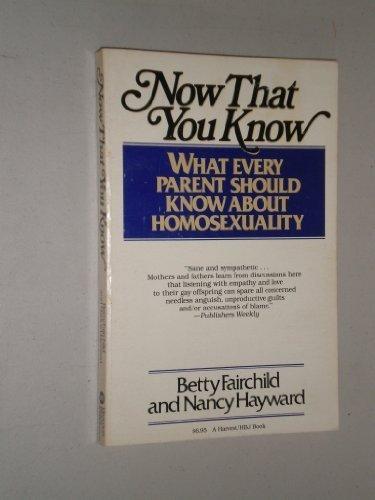 Now That
You Know
WHAT EVERY
PARENT SHOULD
KNOW ABOUT
HOMOSEXUALITY
"Sane and sympathetic . . .
Mothers and fathers learn from discussions here
that listening with empathy and love
to their gay offspring can spare all concerned
needless anguish, unproductive guilts
and/or accusations of blame."
—Publishers Weekly
Betty Fairchild
and Nancy Hayward
$6.95 A Harvest/HBJ Book
Now That You Know